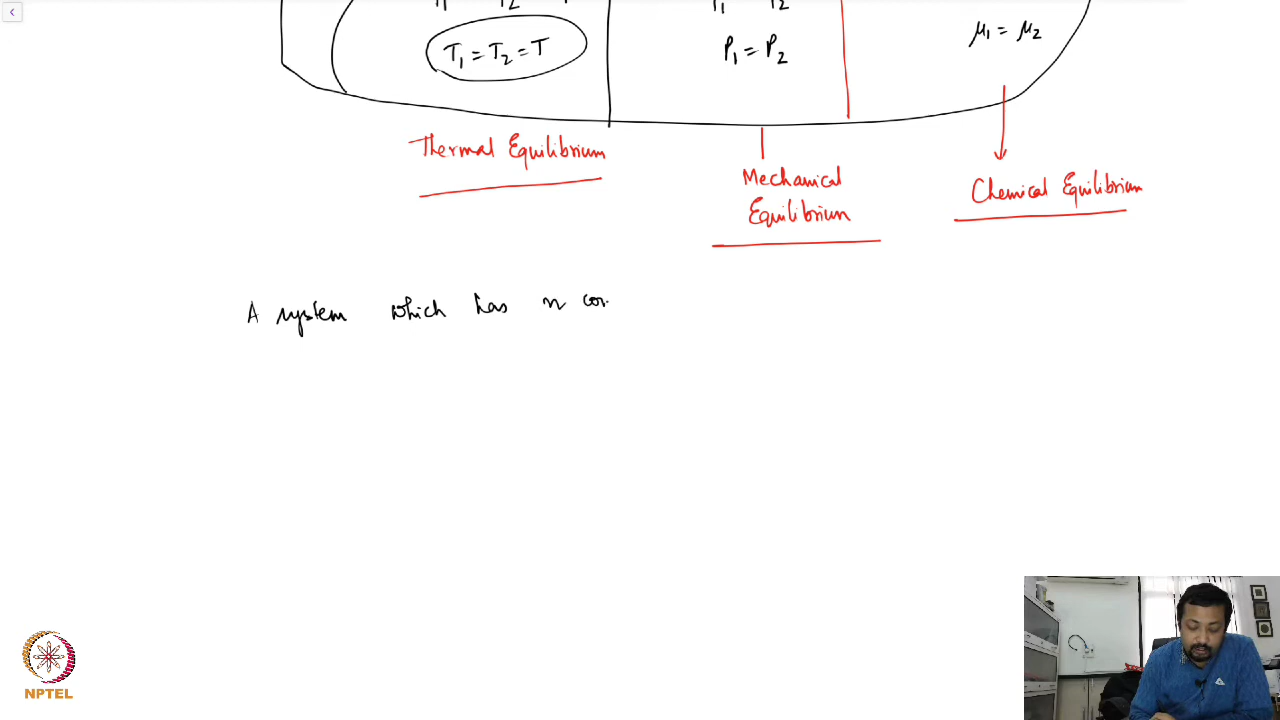 T₁ = T₂ = T
P₁ = P₂
μ₁ = μ₂
Thermal Equilibrium
Mechanical
Equilibrium
Chemical Equilibrium
A system which has n
NPTEL